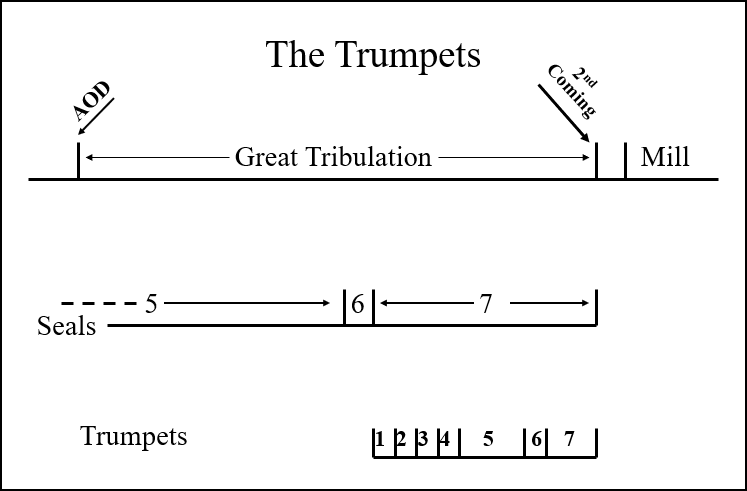 The Trumpets
AOD
2nd
Coming
Great Tribulation
Mill
5 6 7
Seals
Trumpets
1 2 3 4 5 6 7